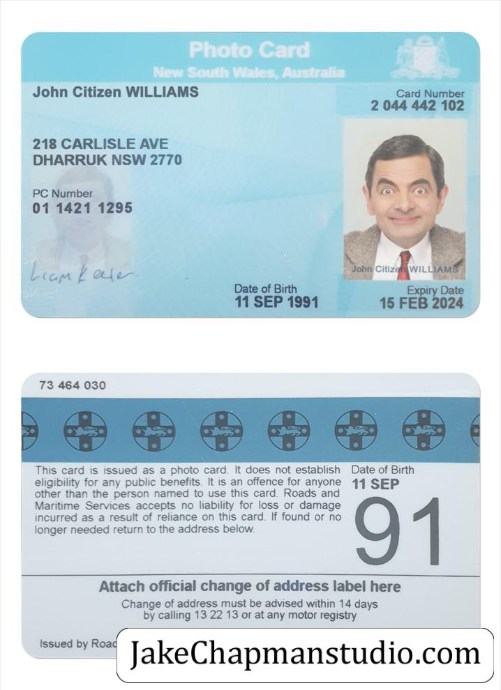 Photo Card
New South Wales, Australia
John Citizen WILLIAMS
Card Number
2 044 442 102
218 CARLISLE AVE
DHARRUK NSW 2770
PC Number
01 1421 1295
John Citizen WILLIAMS
Date of Birth
11 SEP 1991
Expiry Date
15 FEB 2024
73 464 030
This card is issued as a photo card. It does not establish
eligibility for any public benefits. It is an offence for anyone
other than the person named to use this card. Roads and
Maritime Services accepts no liability for loss or damage
incurred as a result of reliance on this card. If found or no
longer needed return to the address below.
Date of Birth
11 SEP
91
Attach official change of address label here
Change of address must be advised within 14 days
by calling 13 22 13 or at any motor registry
Issued by Road
JakeChapmanstudio.com